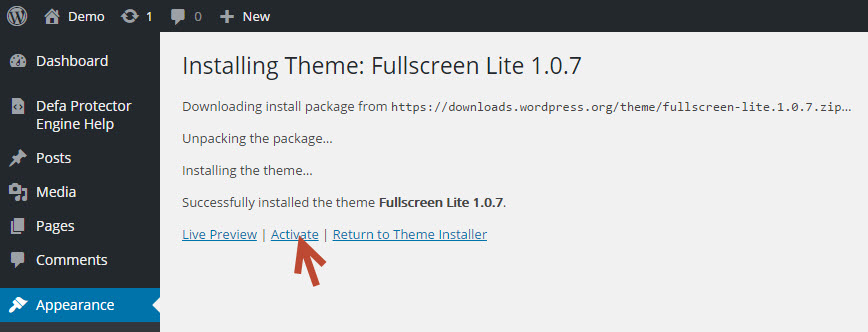 Demo 1 0 New
Dashboard
Defa Protector
Engine Help
Posts
Media
Pages
Comments
Appearance
Installing Theme: Fullscreen Lite 1.0.7
Downloading install package from https://downloads.wordpress.org/theme/fullscreen-lite.1.0.7.zip…
Unpacking the package…
Installing the theme…
Successfully installed the theme Fullscreen Lite 1.0.7.
Live Preview | Activate | Return to Theme Installer